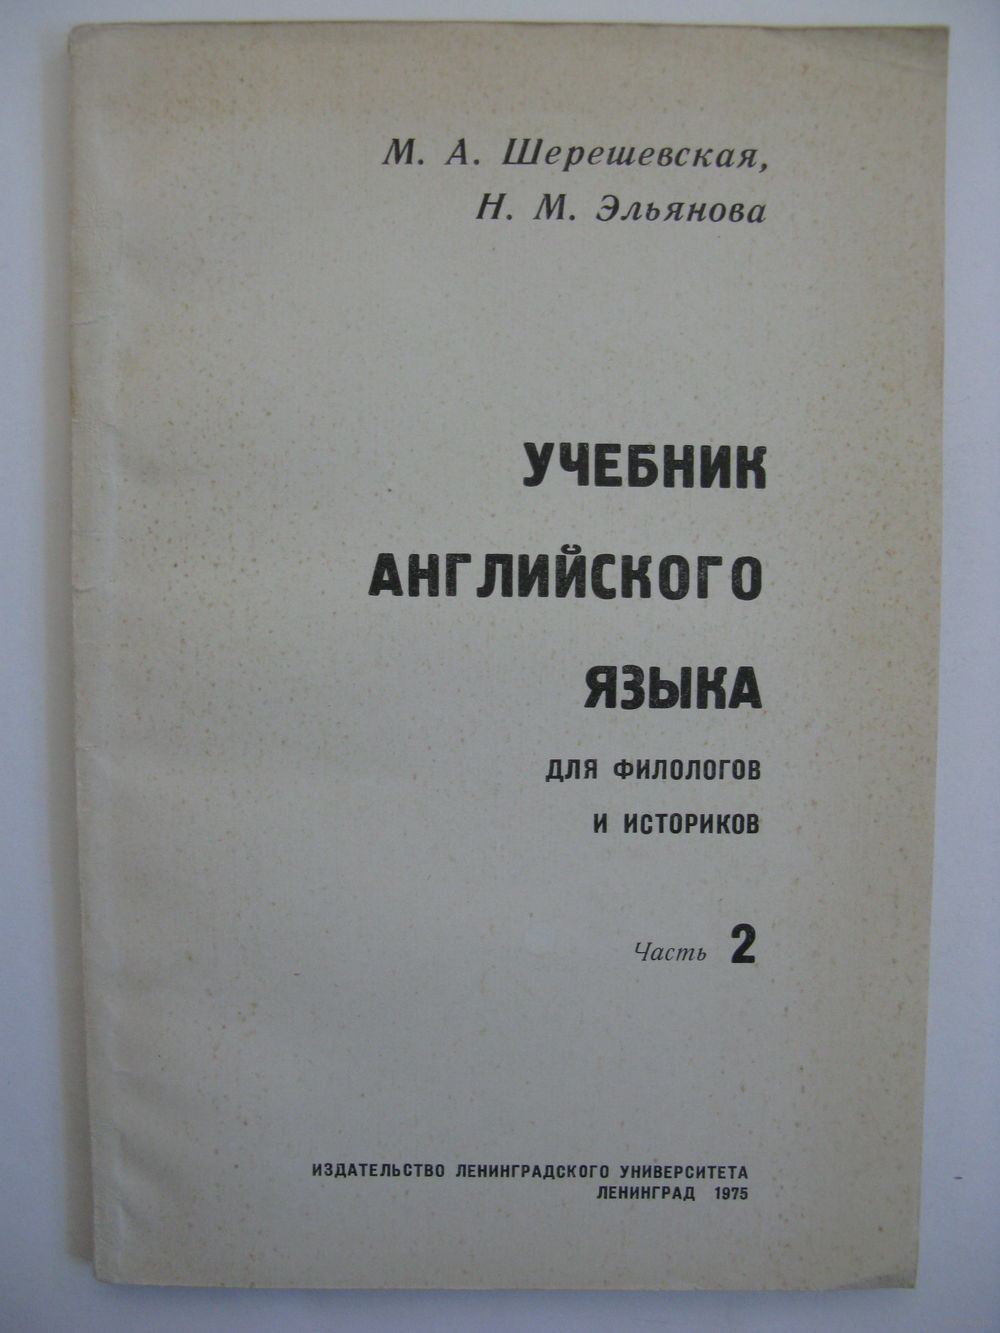 М. А. Шерешевская,
Н. М. Эльянова
УЧЕБНИК
АНГЛИЙСКОГО
ЯЗЫКА
ДЛЯ ФИЛОЛОГОВ
И ИСТОРИКОВ
Часть 2
ИЗДАТЕЛЬСТВО ЛЕНИНГРАДСКОГО УНИВЕРСИТЕТА
ЛЕНИНГРАД 1975